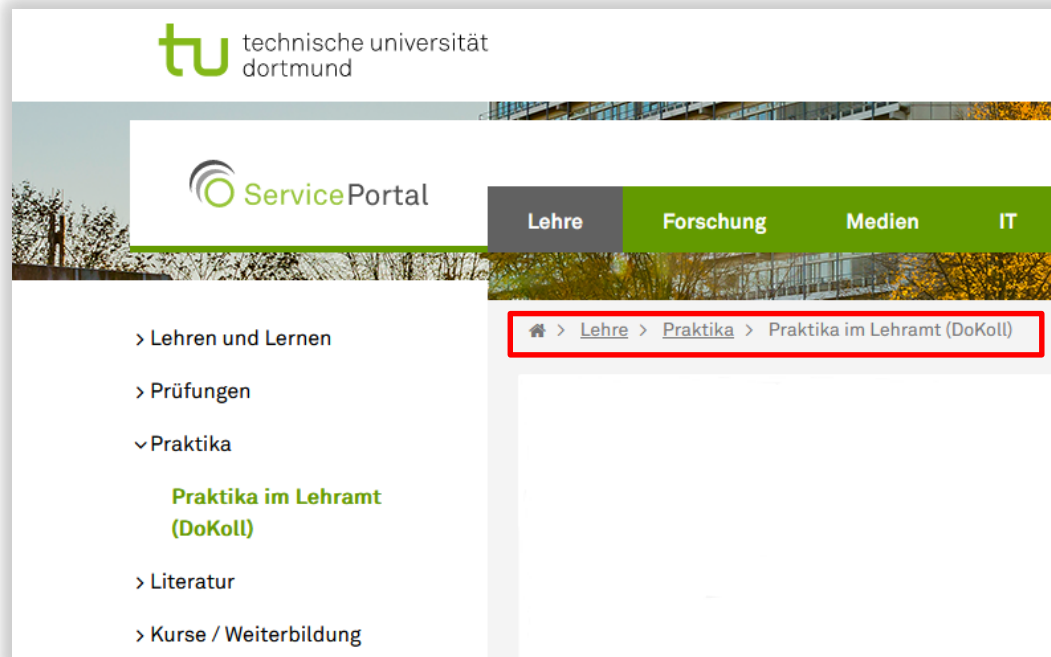 tu technische universität
dortmund
ServicePortal
Lehre Forschung Medien IT
> Lehre > Praktika > Praktika im Lehramt (DoKoll)
> Lehren und Lernen
> Prüfungen
Praktika
Praktika im Lehramt
(DoKoll)
> Literatur
> Kurse / Weiterbildung